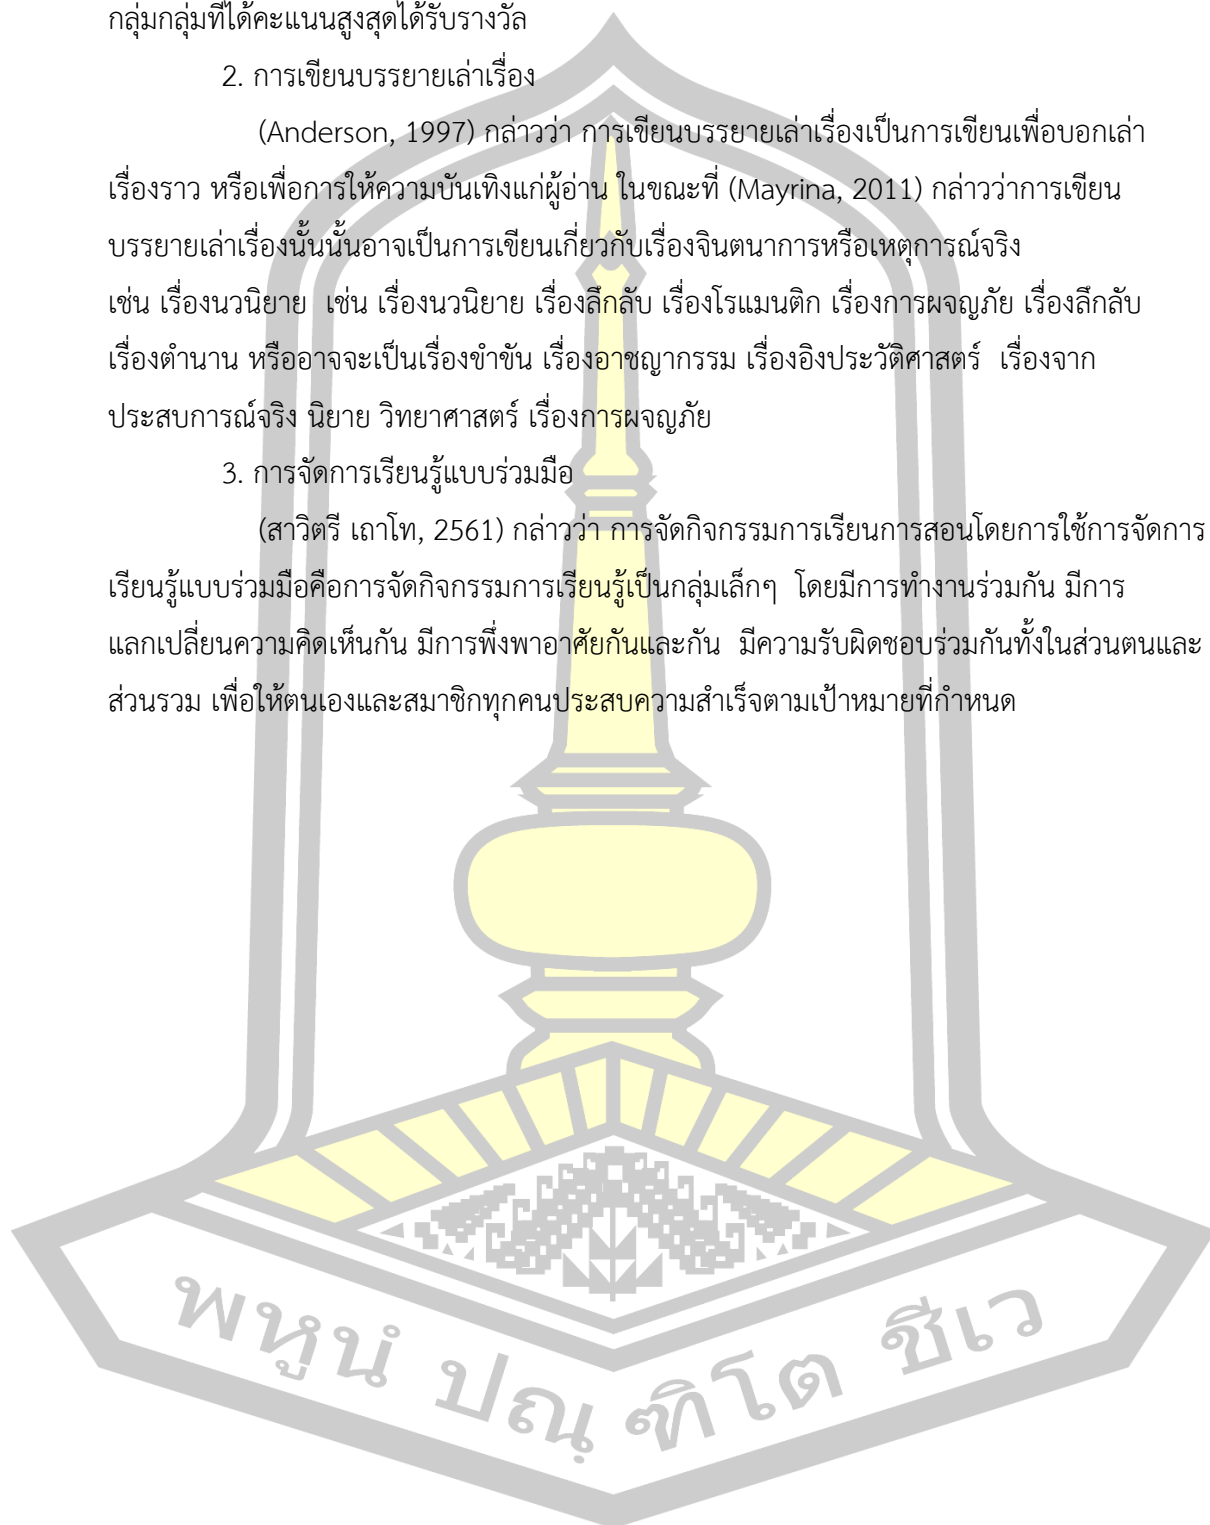 กลุ่มกลุ่มที่ได้คะแนนสูงสุดได้รับรางวัล
2. การเขียนบรรยายเล่าเรื่อง
(Anderson, 1997) กล่าวว่า การเขียนบรรยายเล่าเรื่องเป็นการเขียนเพื่อบอกเล่า
เรื่องราว หรือเพื่อการให้ความบันเทิงแก่ผู้อ่าน ในขณะที่ (Mayrina, 2011) กล่าวว่าการเขียน
บรรยายเล่าเรื่องนั้นนั้นอาจเป็นการเขียนเกี่ยวกับเรื่องจินตนาการหรือเหตุการณ์จริง
เช่น เรื่องนวนิยาย เช่น เรื่องนวนิยาย เรื่องลึกลับ เรื่องโรแมนติก เรื่องการผจญภัย เรื่องลึกลับ
เรื่องตำนาน หรืออาจจะเป็นเรื่องขำขัน เรื่องอาชญากรรม เรื่องอิงประวัติศาสตร์ เรื่องจาก
ประสบการณ์จริง นิยาย วิทยาศาสตร์ เรื่องการผจญภัย
3. การจัดการเรียนรู้แบบร่วมมือ
(สาวิตรี เถาโท, 2561) กล่าวว่า การจัดกิจกรรมการเรียนการสอนโดยการใช้การจัดการ
เรียนรู้แบบร่วมมือคือการจัดกิจกรรมการเรียนรู้เป็นกลุ่มเล็กๆ โดยมีการทำงานร่วมกัน มีการ
แลกเปลี่ยนความคิดเห็นกัน มีการพึ่งพาอาศัยกันและกัน มีความรับผิดชอบร่วมกันทั้งในส่วนตนและ
ส่วนรวม เพื่อให้ตนเองและสมาชิกทุกคนประสบความสำเร็จตามเป้าหมายที่กำหนด
พหูนํ ปณฺ ฑิโต ชีเว